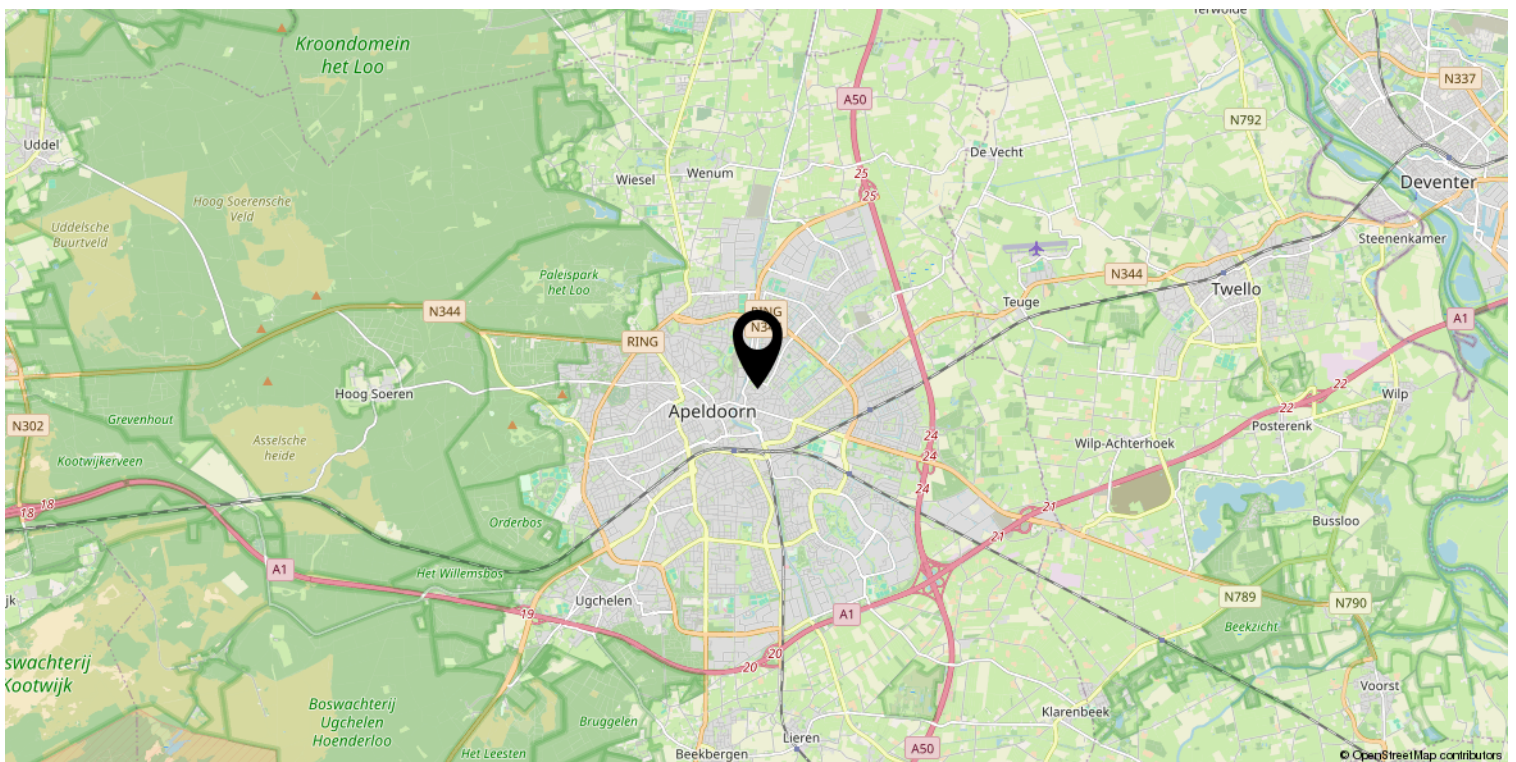 Terwolde
Kroondomein
het Loo
N337
A50
N792
Uddel
De Vecht
Wiesel
Wenum
25
25
Deventer
Hoog Soerensche
Veld
Uddelsche
Buurtveld
Steenenkamer
Paleispark
het Loo
N344
Twello
Teuge
N344
RING
A1
RING
N34
Hoog Soeren
22
Wilp
22
Grevenhout
Apeldoorn
N302
Posterenk
24
Wilp-Achterhoek
Asselsche
heide
24
Kootwijkerveen
24
18
18
21
Orderbos
Bussloo
21
A1
Het Willemsbos
N789
N790
jk
Ugchelen
19
A1
Beekzicht
20
20
swachterij
Kootwijk
Voorst
Boswachterij
Ugchelen
Hoenderloo
Klarenbeek
Bruggelen
Lieren
A50
Het Leesten
Beekbergen
© OpenStreetMap contributors